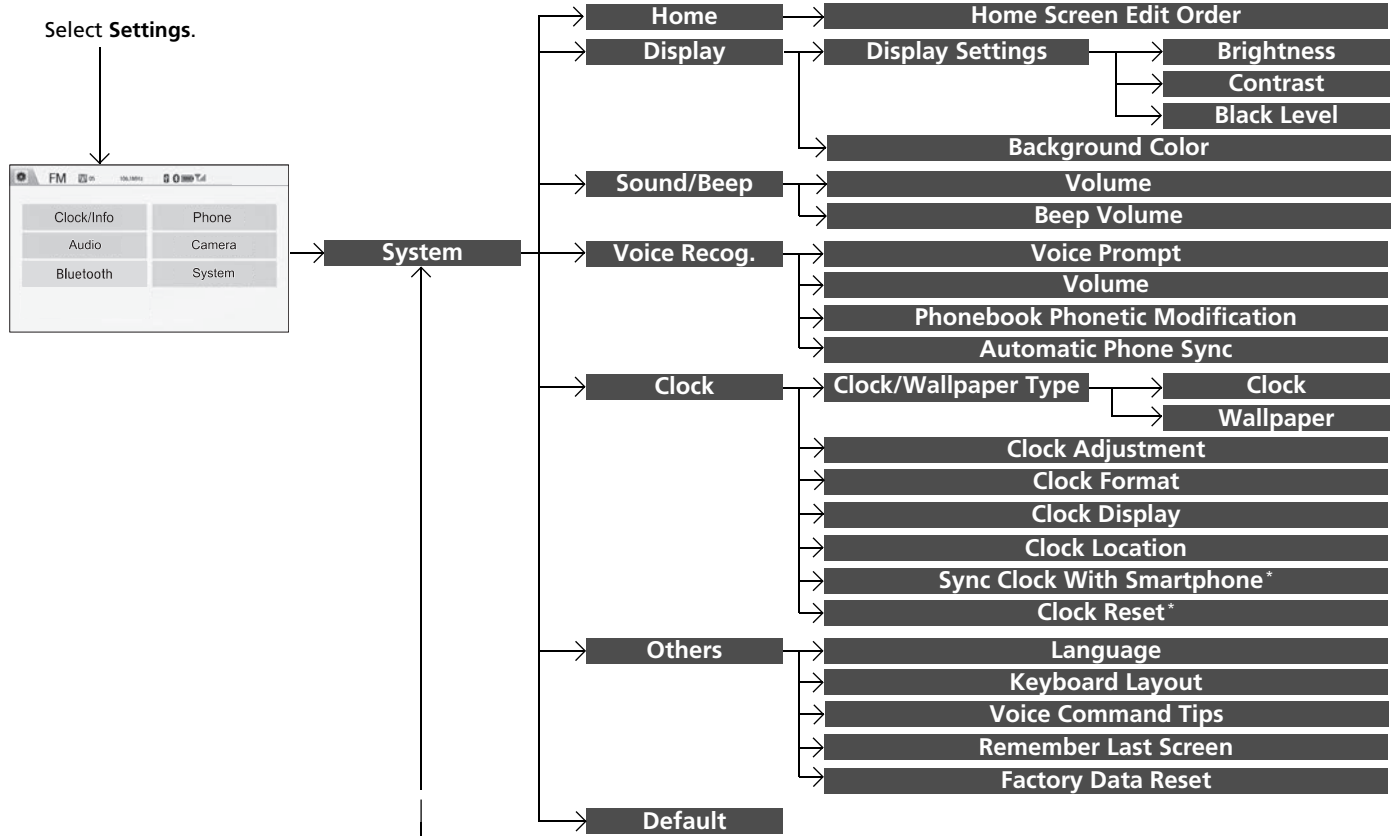 Select Settings.
FM
Clock/Info
Phone
Audio
Camera
Bluetooth
System
System
Home
Home Screen Edit Order
Display
Display Settings
Brightness
Contrast
Black Level
Background Color
Sound/Beep
Volume
Beep Volume
Voice Recog.
Voice Prompt
Volume
Phonebook Phonetic Modification
Automatic Phone Sync
Clock
Clock/Wallpaper Type
Clock
Wallpaper
Clock Adjustment
Clock Format
Clock Display
Clock Location
Sync Clock With Smartphone*
Clock Reset*
Others
Language
Keyboard Layout
Voice Command Tips
Remember Last Screen
Factory Data Reset
Default